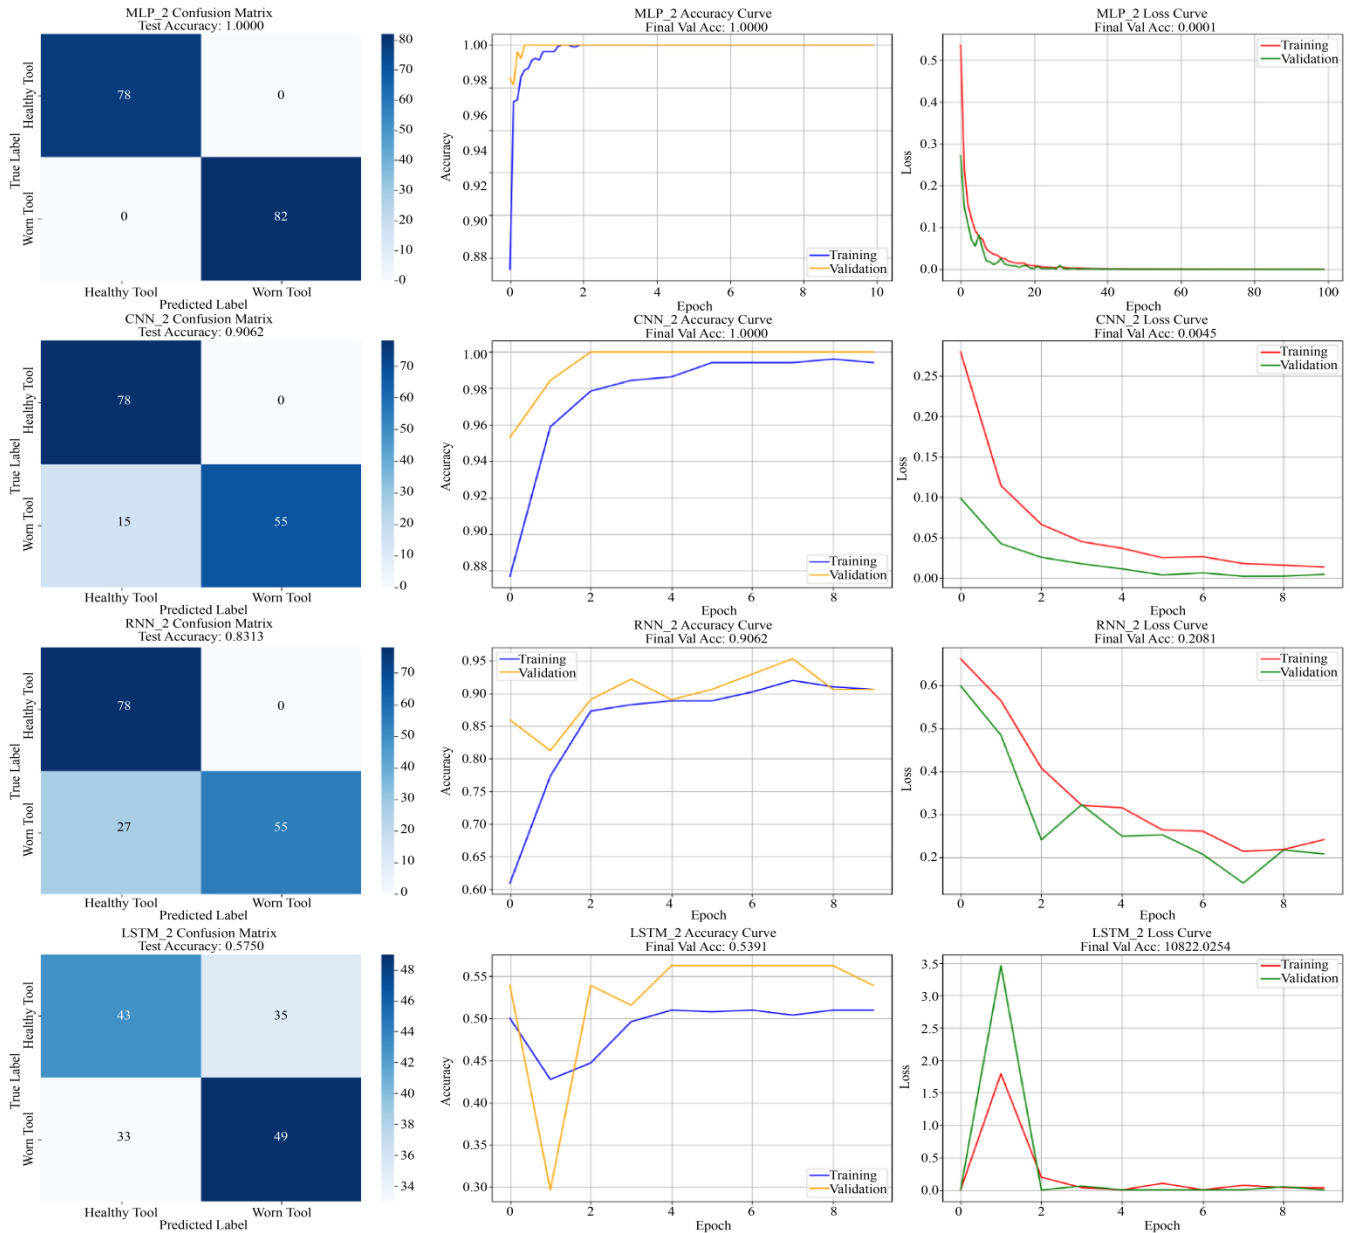 MLP_2 Confusion Matrix
Test Accuracy: 1.0000
True Label
Healthy Tool
Worn Tool
78
0
0
82
80
70
60
50
40
30
20
10
0
Healthy Tool
Worn Tool
Predicted Label
MLP_2 Accuracy Curve
Final Val Acc: 1.0000
Accuracy
1.00
0.98
0.96
0.94
0.92
0.90
0.88
Training
Validation
0 2 4 6 8 10
Epoch
MLP_2 Loss Curve
Final Val Acc: 0.0001
Loss
0.5
0.4
0.3
0.2
0.1
0.0
Training
Validation
0 20 40 60 80 100
Epoch
CNN_2 Confusion Matrix
Test Accuracy: 0.9062
True Label
Healthy Tool
Worn Tool
78
0
15
55
70
60
50
40
30
20
10
0
Healthy Tool
Worn Tool
Predicted Label
CNN_2 Accuracy Curve
Final Val Acc: 1.0000
Accuracy
1.00
0.98
0.96
0.94
0.92
0.90
0.88
Training
Validation
0 2 4 6 8
Epoch
CNN_2 Loss Curve
Final Val Acc: 0.0045
Loss
0.25
0.20
0.15
0.10
0.05
0.00
Training
Validation
0 2 4 6 8
Epoch
RNN_2 Confusion Matrix
Test Accuracy: 0.8313
True Label
Healthy Tool
Worn Tool
78
0
27
55
70
60
50
40
30
20
10
0
Healthy Tool
Worn Tool
Predicted Label
RNN_2 Accuracy Curve
Final Val Acc: 0.9062
Accuracy
0.95
0.90
0.85
0.80
0.75
0.70
0.65
0.60
Training
Validation
0 2 4 6 8
Epoch
RNN_2 Loss Curve
Final Val Acc: 0.2081
Loss
0.6
0.5
0.4
0.3
0.2
Training
Validation
0 2 4 6 8
Epoch
LSTM_2 Confusion Matrix
Test Accuracy: 0.5750
True Label
Healthy Tool
Worn Tool
43
35
33
49
48
46
44
42
40
38
36
34
Healthy Tool
Worn Tool
Predicted Label
LSTM_2 Accuracy Curve
Final Val Acc: 0.5391
Accuracy
0.55
0.50
0.45
0.40
0.35
0.30
Training
Validation
0 2 4 6 8
Epoch
LSTM_2 Loss Curve
Final Val Acc: 10822.0254
Loss
3.5
3.0
2.5
2.0
1.5
1.0
0.5
0.0
Training
Validation
0 2 4 6 8
Epoch